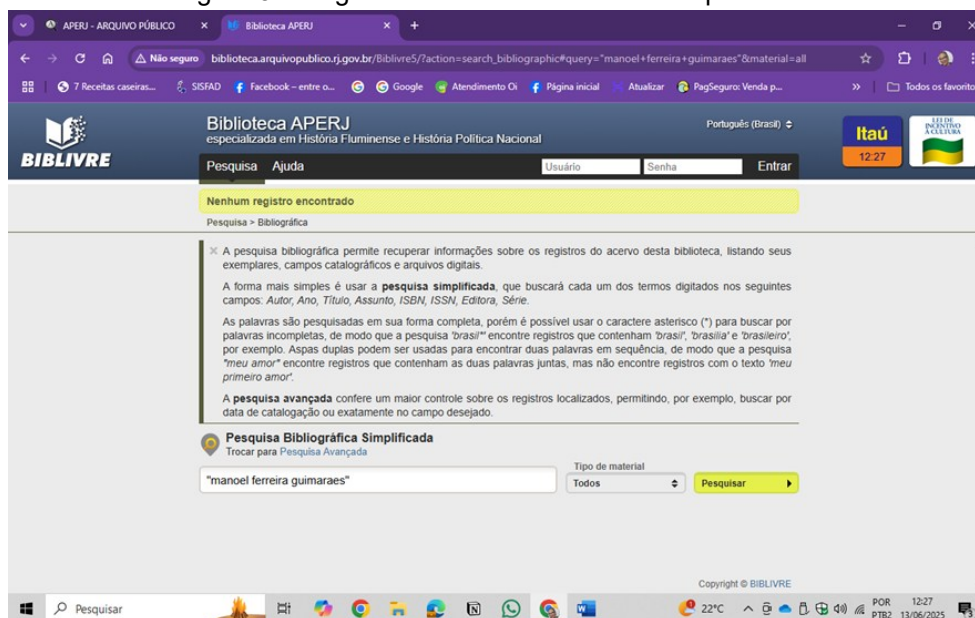 APERJ - ARQUIVO PÚBLICO
Biblioteca APERJ
Não seguro
biblioteca.arquivopublico.rj.gov.br/Biblivre5/?action=search_bibliographic#query="manoel+ferreira+guimaraes"&material=all
7 Receitas caseiras...
SISFAD
Facebook – entre o...
Google
Atendimento Oi
Página inicial
Atualizar
PagSeguro: Venda p...
»
Todos os favoritos
BIBLIVRE
Biblioteca APERJ
especializada em História Fluminense e História Política Nacional
Português (Brasil)
Itaú
12:27
LEI DE
INCENTIVO
À CULTURA
Pesquisa Ajuda
Usuário
Senha
Entrar
Nenhum registro encontrado
Pesquisa > Bibliográfica
A pesquisa bibliográfica permite recuperar informações sobre os registros do acervo desta biblioteca, listando seus
exemplares, campos catalográficos e arquivos digitais.
A forma mais simples é usar a pesquisa simplificada, que buscará cada um dos termos digitados nos seguintes
campos: Autor, Ano, Título, Assunto, ISBN, ISSN, Editora, Série.
As palavras são pesquisadas em sua forma completa, porém é possível usar o caractere asterisco (*) para buscar por
palavras incompletas, de modo que a pesquisa 'brasil*' encontre registros que contenham 'brasil', 'brasilia' e 'brasileiro',
por exemplo. Aspas duplas podem ser usadas para encontrar duas palavras em sequência, de modo que a pesquisa
"meu amor" encontre registros que contenham as duas palavras juntas, mas não encontre registros com o texto 'meu
primeiro amor'.
A pesquisa avançada confere um maior controle sobre os registros localizados, permitindo, por exemplo, buscar por
data de catalogação ou exatamente no campo desejado.
Pesquisa Bibliográfica Simplificada
Trocar para Pesquisa Avançada
Tipo de material
"manoel ferreira guimaraes"
Todos
Pesquisar
Copyright © BIBLIVRE
Pesquisar
22°C
POR
PTB2
12:27
13/06/2025